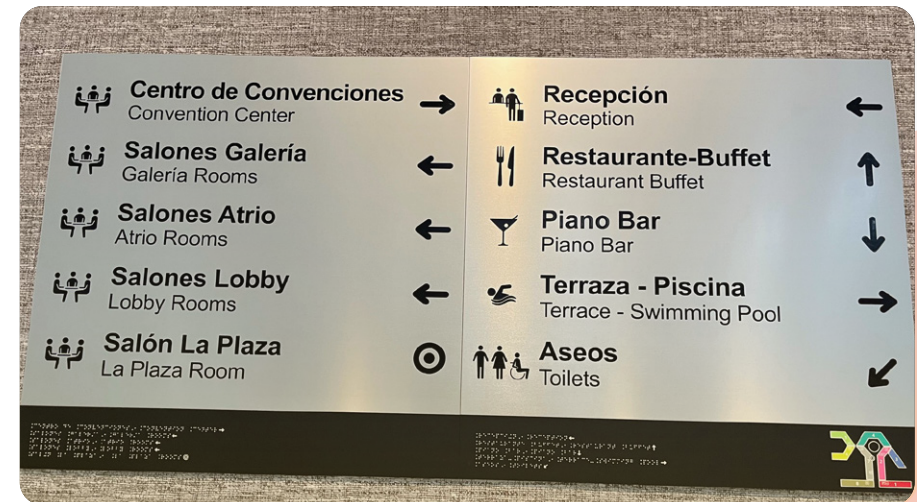 Centro de Convenciones
Convention Center
Salones Galería
Galería Rooms
Salones Atrio
Atrio Rooms
Salones Lobby
Lobby Rooms
Salón La Plaza
La Plaza Room
Recepción
Reception
Restaurante-Buffet
Restaurant Buffet
Piano Bar
Piano Bar
Terraza - Piscina
Terrace - Swimming Pool
Aseos
Toilets